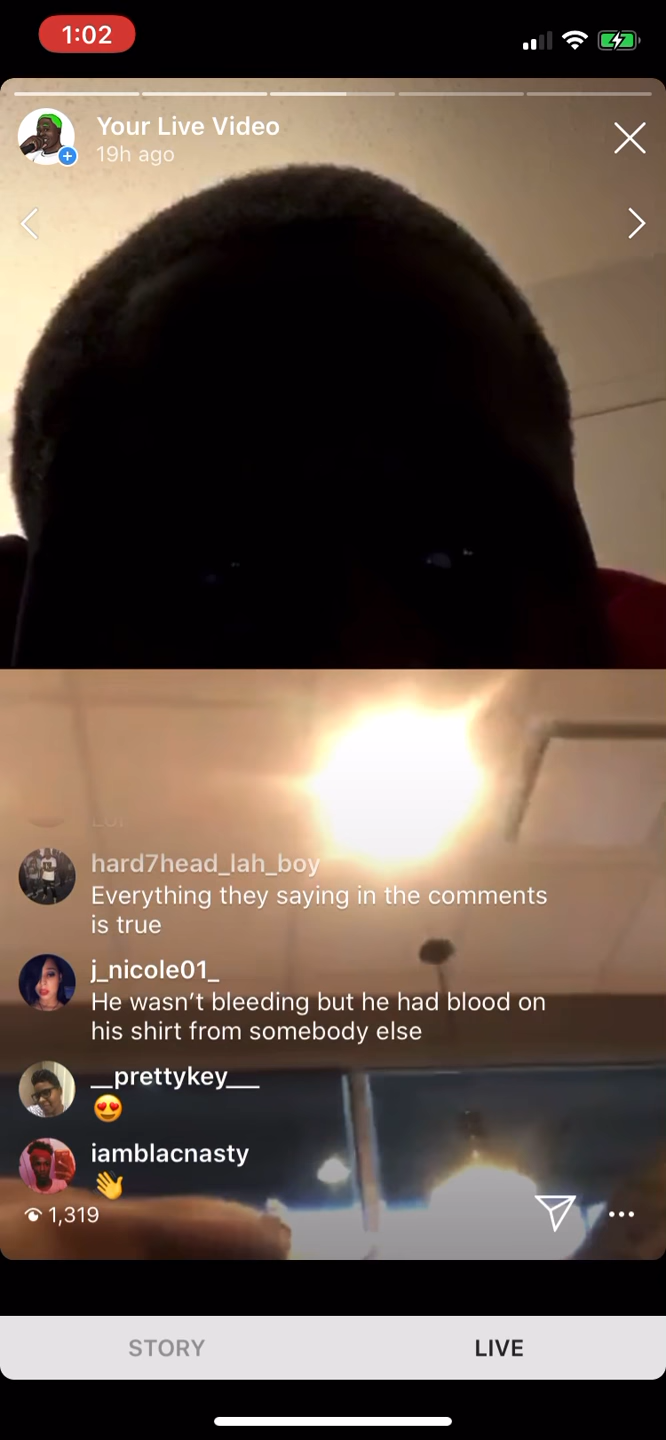 1:02
Your Live Video
19h ago
hard7head_lah_boy
Everything they saying in the comments
is true
j_nicole01_
He wasn’t bleeding but he had blood on
his shirt from somebody else
__prettykey___
😍
iamblacnasty
👋
1,319
STORY LIVE